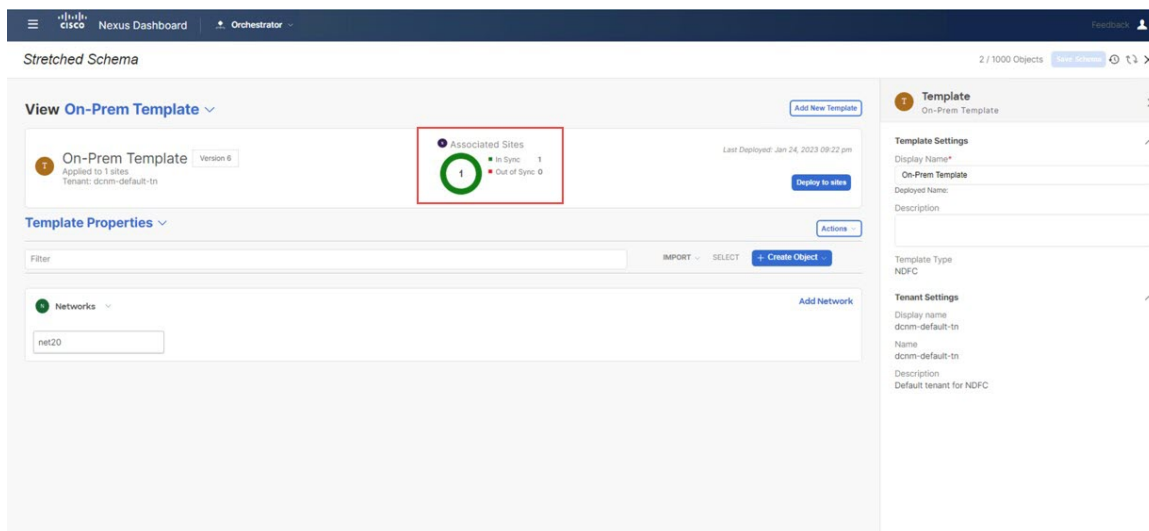 cisco Nexus Dashboard Orchestrator Feedback
Stretched Schema 2 / 1000 Objects Save Schema
View On-Prem Template Add New Template
On-Prem Template Version 6
Applied to 1 sites
Tenant: dcnm-default-tn
Associated Sites
1
In Sync 1
Out of Sync 0
Last Deployed: Jan 24, 2023 09:22 pm
Deploy to sites
Template Properties
Actions
Filter IMPORT SELECT + Create Object
N Networks Add Network
net20
T Template
On-Prem Template
Template Settings
Display Name*
On-Prem Template
Deployed Name:
Description
Template Type
NDFC
Tenant Settings
Display name
dcnm-default-tn
Name
dcnm-default-tn
Description
Default tenant for NDFC